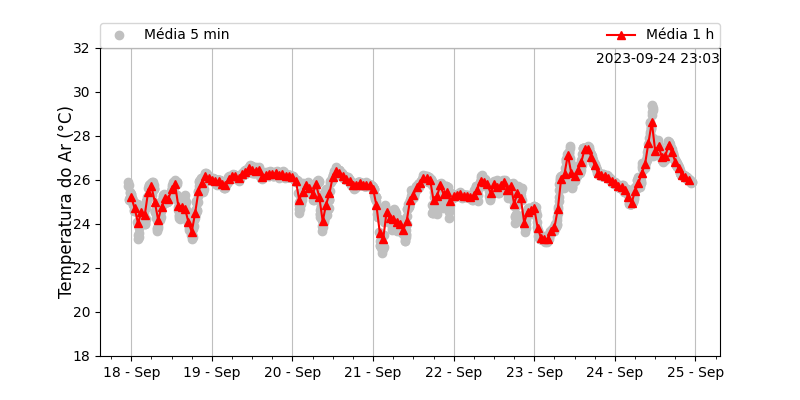 Média 5 min
Média 1 h
2023-09-24 23:03
Temperatura do Ar (°C)
32
30
28
26
24
22
20
18
18 - Sep
19 - Sep
20 - Sep
21 - Sep
22 - Sep
23 - Sep
24 - Sep
25 - Sep